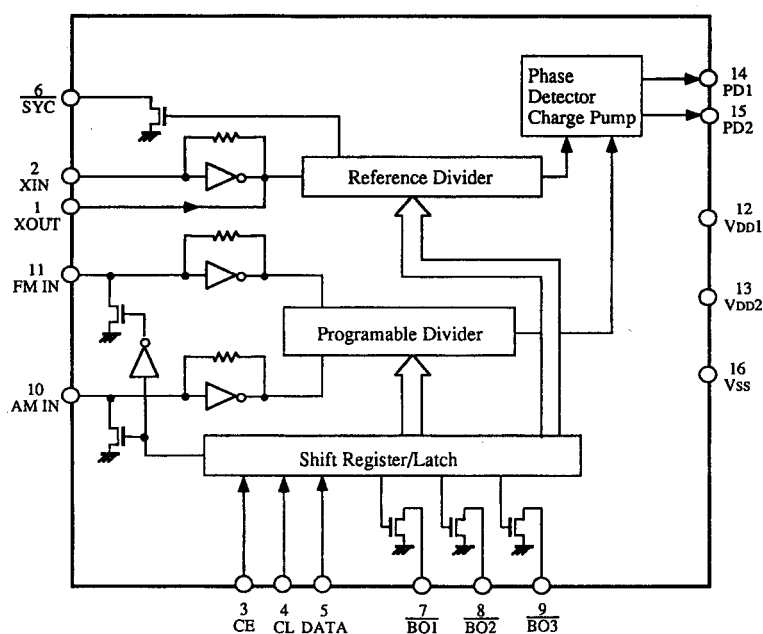 6
SYC
2
XIN
1
XOUT
11
FM IN
10
AM IN
Phase
Detector
Charge Pump
Reference Divider
Programable Divider
Shift Register/Latch
14
PD1
15
PD2
12
VDD1
13
VDD2
16
VSS
3
CE
4
CL
5
DATA
7
BO1
8
BO2
9
BO3